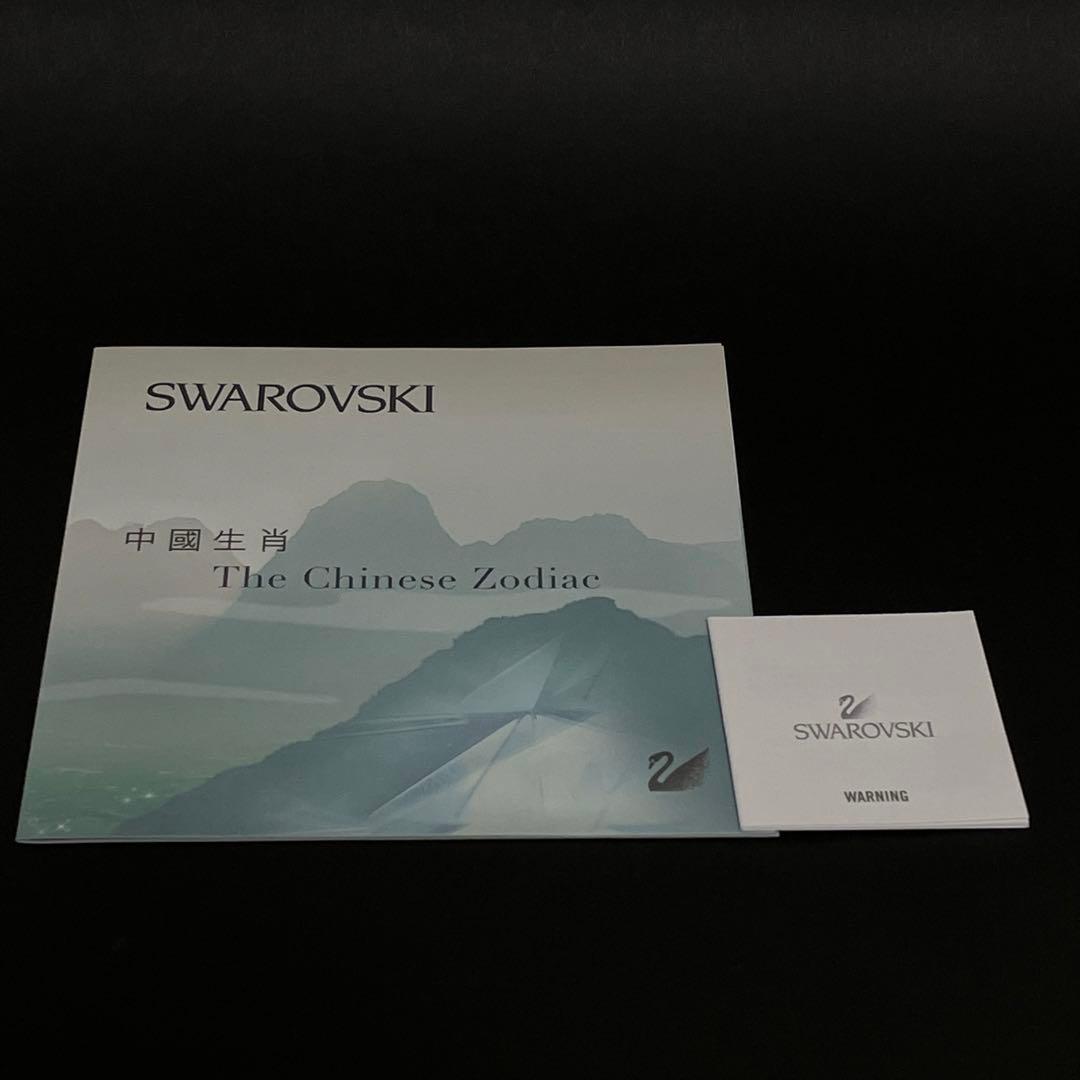 SWAROVSKI
中國生肖
The Chinese Zodiac
SWAROVSKI
WARNING